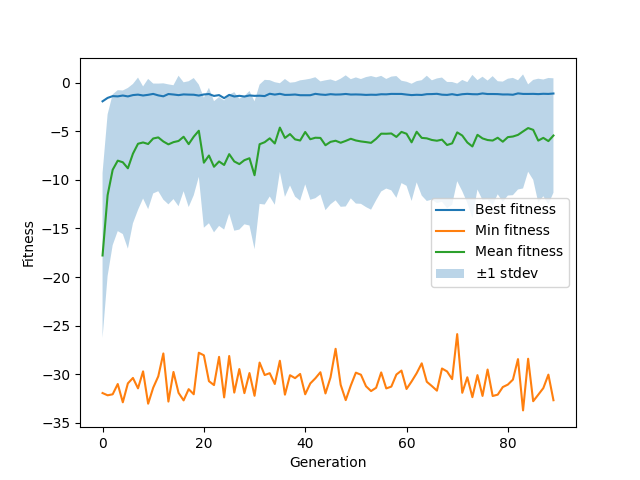 0
−5
−10
−15
−20
−25
−30
−35
Fitness
Best fitness
Min fitness
Mean fitness
±1 stdev
0 20 40 60 80
Generation